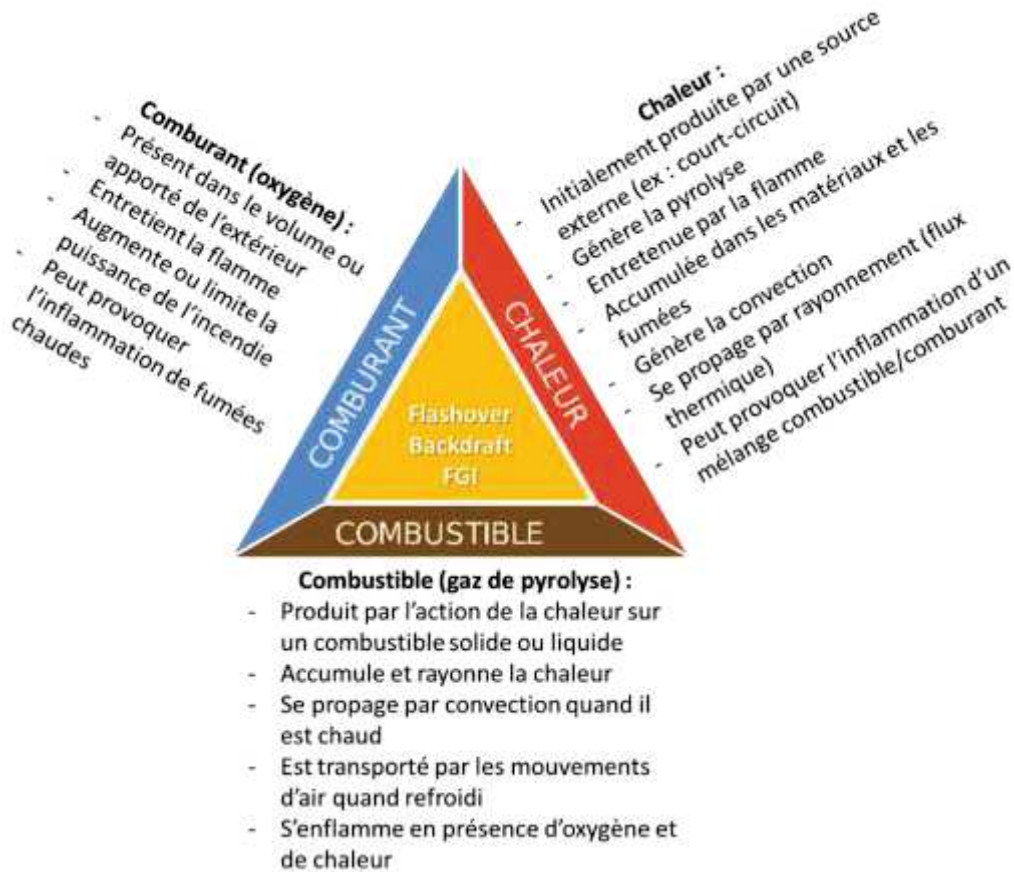 Comburant (oxygène) :
- Présent dans le volume ou
apporté de l'extérieur
- Entretient la flamme
- Augmente ou limite la
puissance de l'incendie
- Peut provoquer
l'inflammation de fumées
chaudes
Chaleur :
- Initialement produite par une source
externe (ex : court-circuit)
- Génère la pyrolyse
- Entretenue par la flamme
- Accumulée dans les matériaux et les
fumées
- Génère la convection
- Se propage par rayonnement (flux
thermique)
- Peut provoquer l'inflammation d'un
mélange combustible/comburant
COMBURANT
CHALEUR
Flashover
Backdraft
FGI
COMBUSTIBLE
Combustible (gaz de pyrolyse) :
- Produit par l'action de la chaleur sur
un combustible solide ou liquide
- Accumule et rayonne la chaleur
- Se propage par convection quand il
est chaud
- Est transporté par les mouvements
d'air quand refroidi
- S'enflamme en présence d'oxygène et
de chaleur